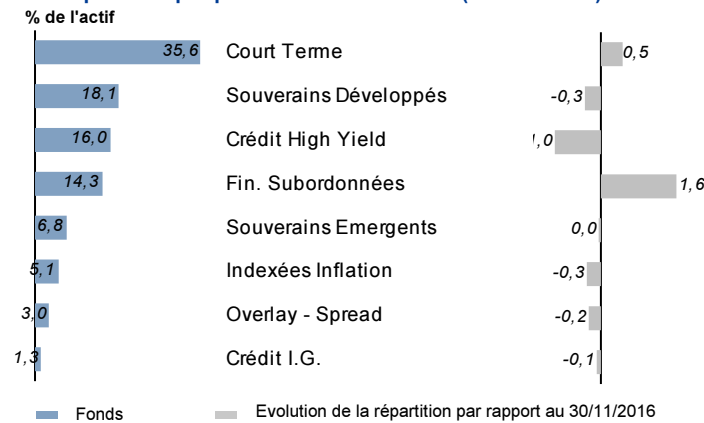 % de l'actif
35,6 Court Terme 0,5
18,1 Souverains Développés -0,3
16,0 Crédit High Yield ,0
14,3 Fin. Subordonnées 1,6
6,8 Souverains Emergents 0,0
5,1 Indexées Inflation -0,3
3,0 Overlay - Spread -0,2
1,3 Crédit I.G. -0,1
Fonds Evolution de la répartition par rapport au 30/11/2016